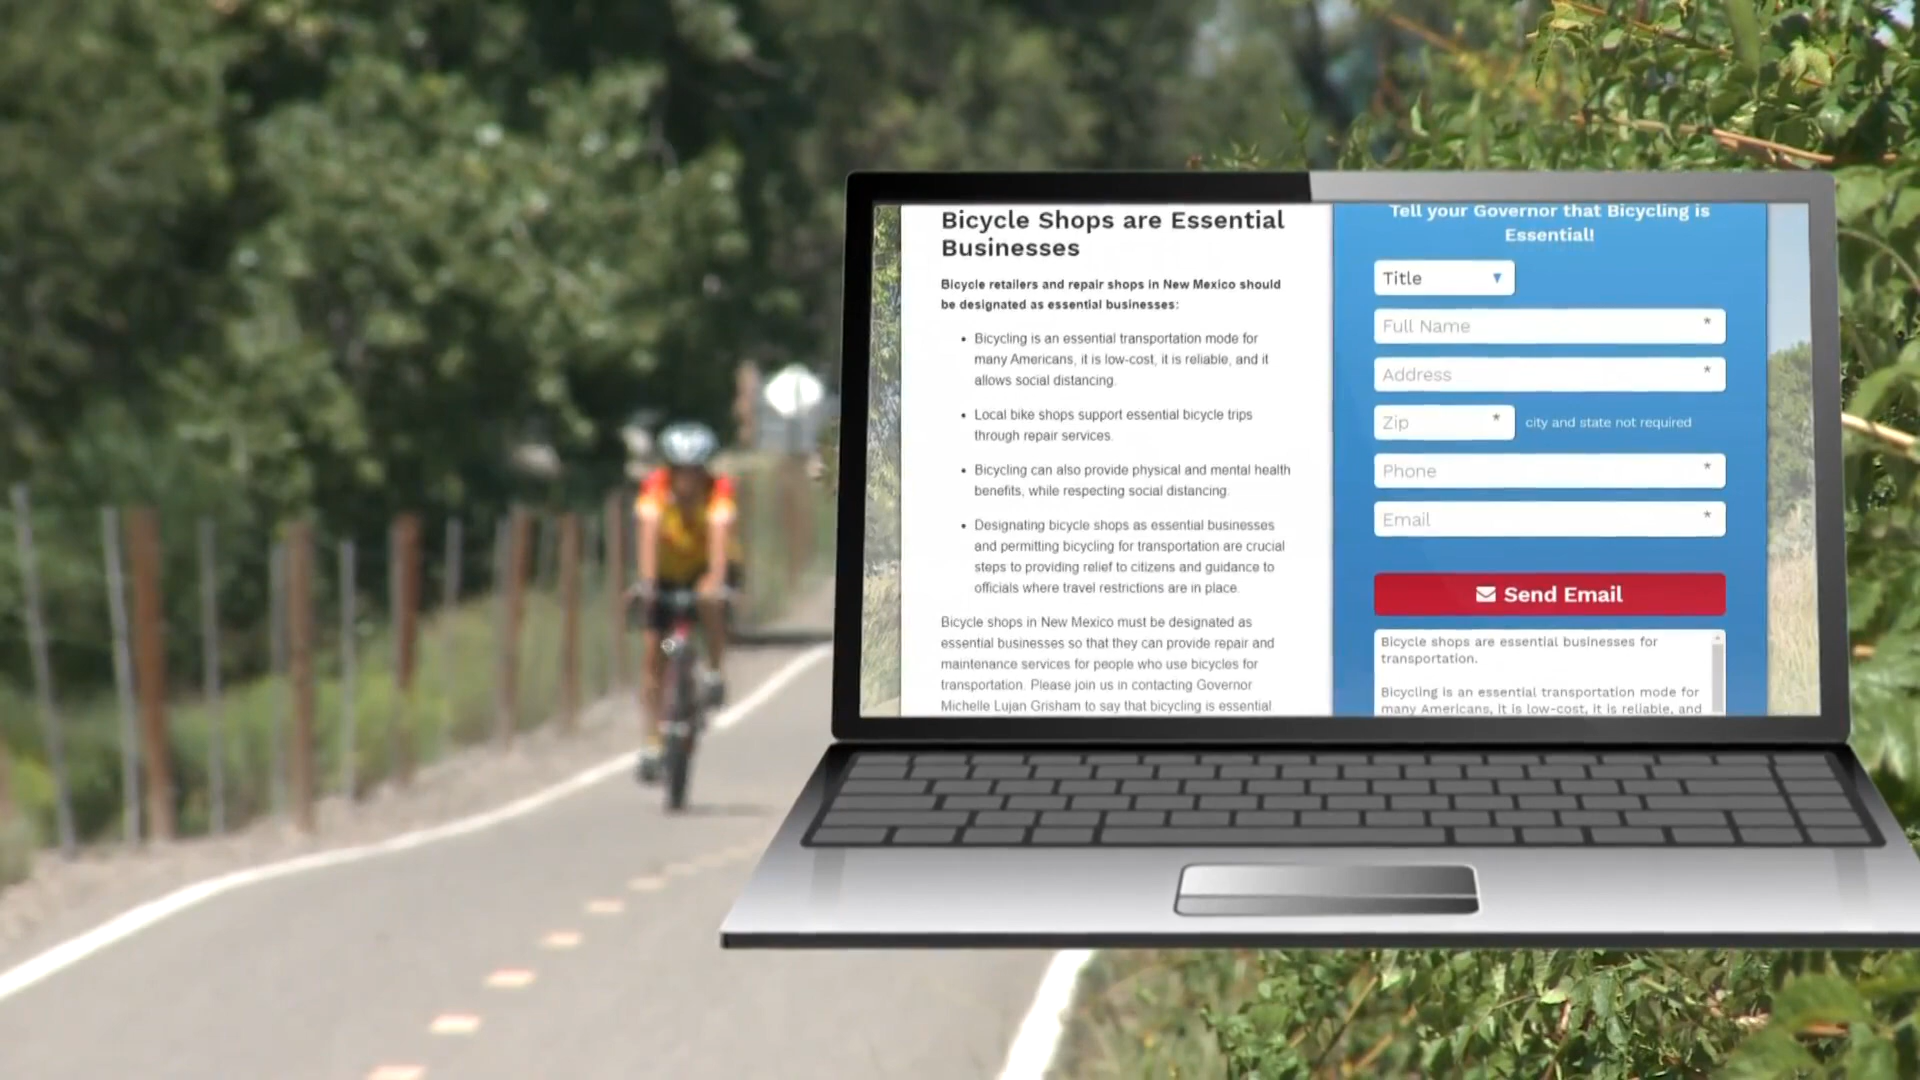 Bicycle Shops are Essential
Businesses
Bicycle retailers and repair shops in New Mexico should
be designated as essential businesses:
• Bicycling is an essential transportation mode for
many Americans, it is low-cost, it is reliable, and it
allows social distancing.
• Local bike shops support essential bicycle trips
through repair services.
• Bicycling can also provide physical and mental health
benefits, while respecting social distancing.
• Designating bicycle shops as essential businesses
and permitting bicycling for transportation are crucial
steps to providing relief to citizens and guidance to
officials where travel restrictions are in place.
Bicycle shops in New Mexico must be designated as
essential businesses so that they can provide repair and
maintenance services for people who use bicycles for
transportation. Please join us in contacting Governor
Michelle Lujan Grisham to say that bicycling is essential
Tell your Governor that Bicycling is
Essential!
Title
Full Name *
Address *
Zip * city and state not required
Phone *
Email *
Send Email
Bicycle shops are essential businesses for
transportation.
Bicycling is an essential transportation mode for
many Americans, it is low-cost, it is reliable, and